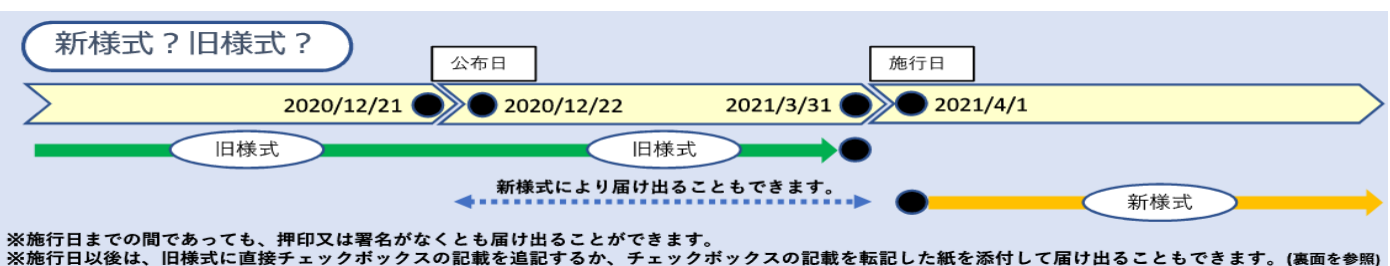 新様式？旧様式？
公布日
施行日
2020/12/21
2020/12/22
2021/3/31
2021/4/1
旧様式
旧様式
新様式により届け出ることもできます。
新様式
※施行日までの間であっても、押印又は署名がなくとも届け出ることができます。
※施行日以後は、旧様式に直接チェックボックスの記載を追記するか、チェックボックスの記載を転記した紙を添付して届け出ることもできます。(裏面を参照)